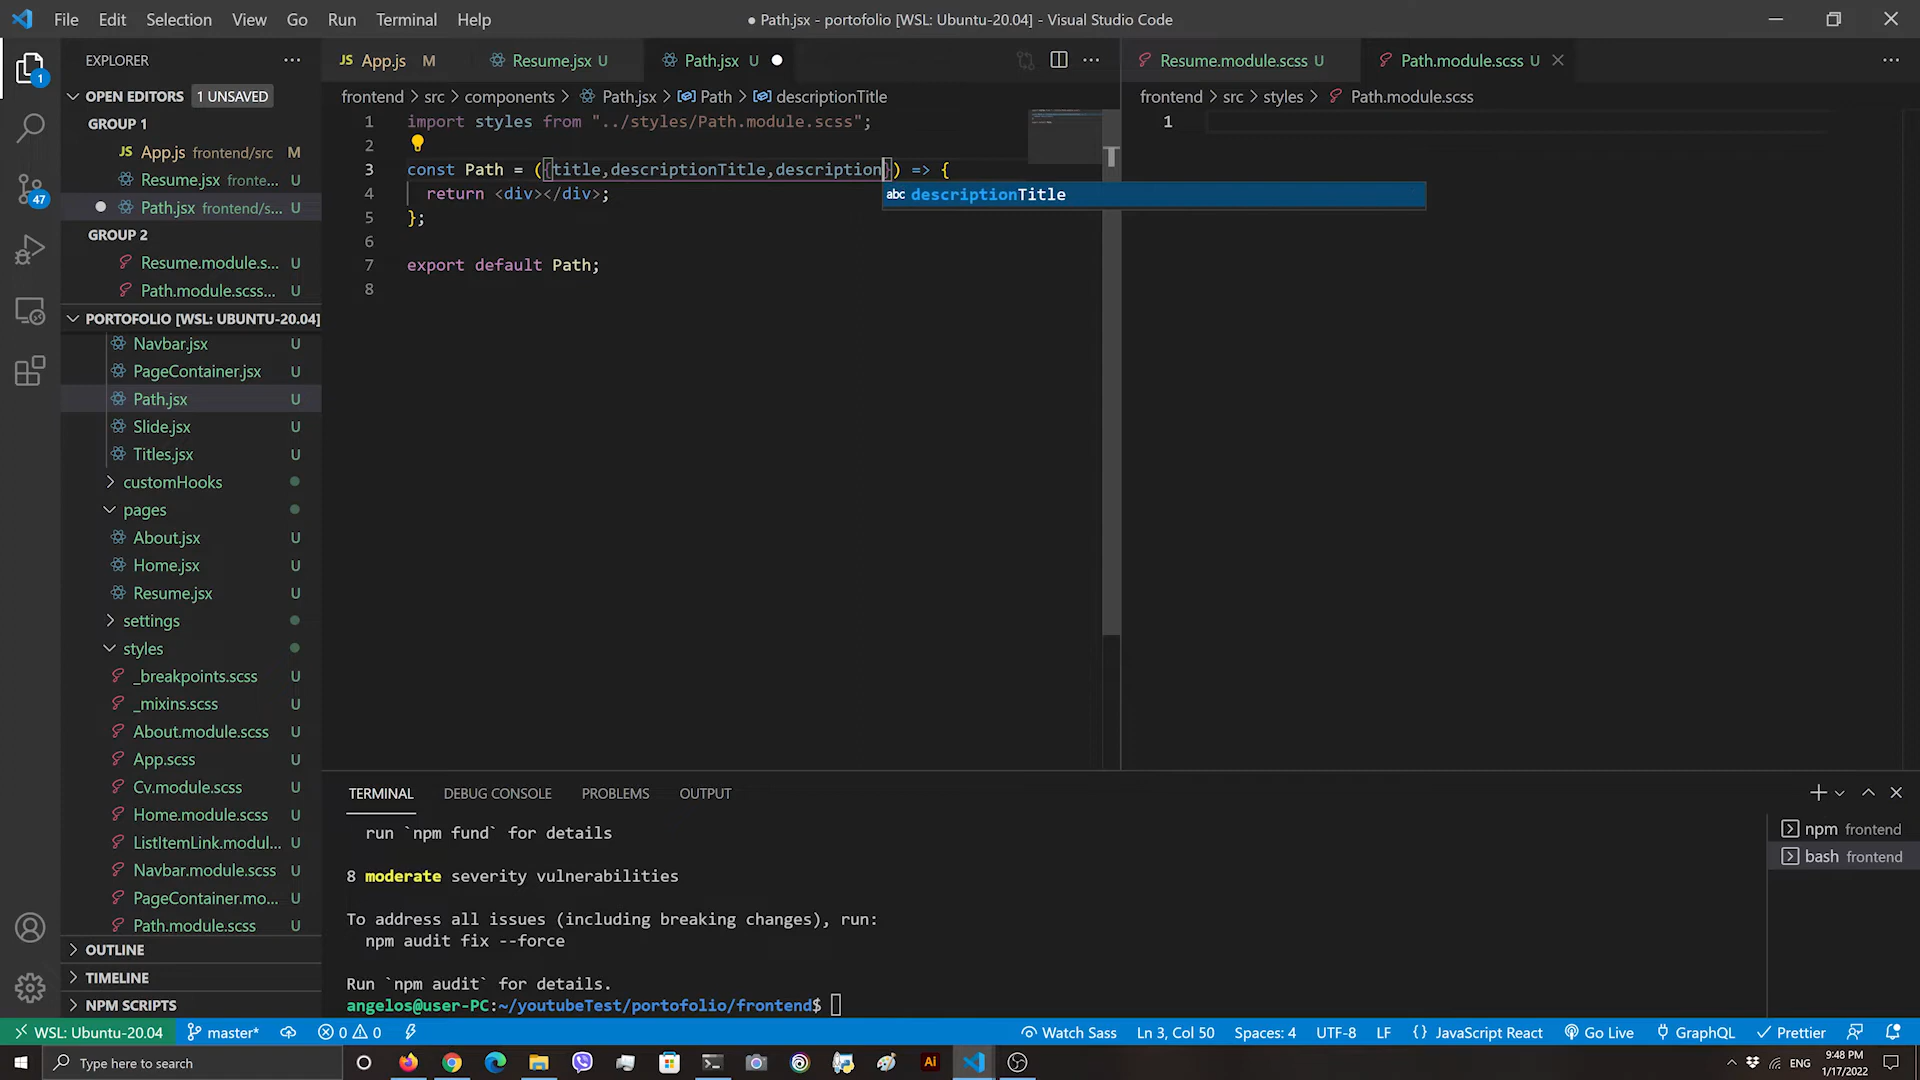 File Edit Selection View Go Run Terminal Help
● Path.jsx - portofolio [WSL: Ubuntu-20.04] - Visual Studio Code
EXPLORER
1
47
OPEN EDITORS 1 UNSAVED
GROUP 1
JS App.js frontend/src M
Resume.jsx fronte... U
Path.jsx frontend/s... U
GROUP 2
Resume.module.s... U
Path.module.scss... U
PORTOFOLIO [WSL: UBUNTU-20.04]
Navbar.jsx U
PageContainer.jsx U
Path.jsx U
Slide.jsx U
Titles.jsx U
customHooks
pages
About.jsx U
Home.jsx U
Resume.jsx U
settings
styles
_breakpoints.scss U
_mixins.scss U
About.module.scss U
App.scss U
Cv.module.scss U
Home.module.scss U
ListItemLink.modul... U
Navbar.module.scss U
PageContainer.mo... U
Path.module.scss U
OUTLINE
TIMELINE
NPM SCRIPTS
JS App.js M
Resume.jsx U
Path.jsx U
frontend > src > components > Path.jsx > Path > descriptionTitle
1 import styles from "../styles/Path.module.scss";
2
3 const Path = ({title,descriptionTitle,description}) => {
4 return <div></div>;
5 };
6
7 export default Path;
8
abc descriptionTitle
Resume.module.scss U
Path.module.scss U
frontend > src > styles > Path.module.scss
1
TERMINAL DEBUG CONSOLE PROBLEMS OUTPUT
run `npm fund` for details
8 moderate severity vulnerabilities
To address all issues (including breaking changes), run:
npm audit fix --force
Run `npm audit` for details.
angelos@user-PC:~/youtubeTest/portofolio/frontend$
npm frontend
bash frontend
WSL: Ubuntu-20.04 master* 0 0 Watch Sass Ln 3, Col 50 Spaces: 4 UTF-8 LF {} JavaScript React Go Live GraphQL Prettier
Type here to search
Ai
ENG
9:48 PM
1/17/2022